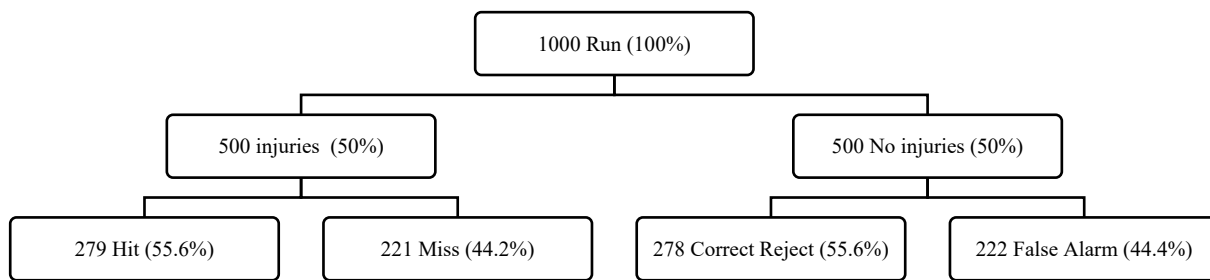 1000 Run (100%)
500 injuries (50%)
500 No injuries (50%)
279 Hit (55.6%)
221 Miss (44.2%)
278 Correct Reject (55.6%)
222 False Alarm (44.4%)